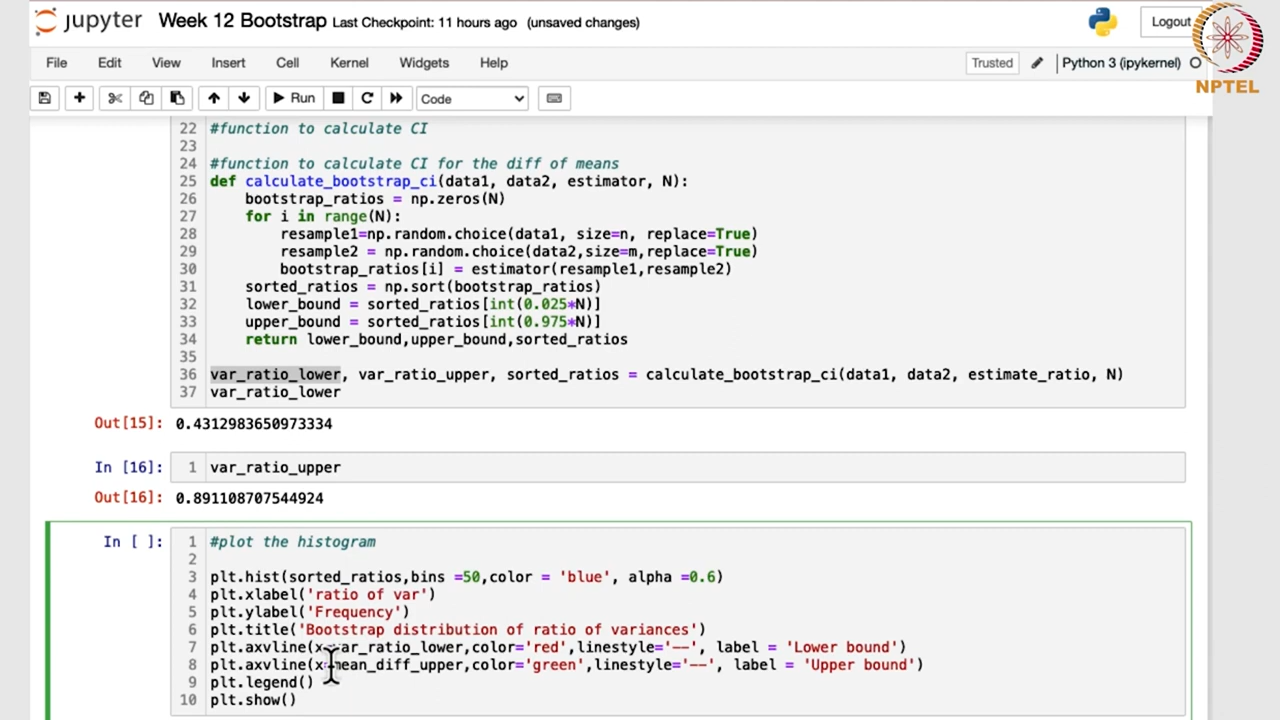 jupyter Week 12 Bootstrap Last Checkpoint: 11 hours ago (unsaved changes)
Logout
NPTEL
File Edit View Insert Cell Kernel Widgets Help
Trusted Python 3 (ipykernel)
Run Code
22 #function to calculate CI
23
24 #function to calculate CI for the diff of means
25 def calculate_bootstrap_ci(data1, data2, estimator, N):
26 bootstrap_ratios = np.zeros(N)
27 for i in range(N):
28 resample1=np.random.choice(data1, size=n, replace=True)
29 resample2 = np.random.choice(data2,size=m,replace=True)
30 bootstrap_ratios[i] = estimator(resample1,resample2)
31 sorted_ratios = np.sort(bootstrap_ratios)
32 lower_bound = sorted_ratios[int(0.025*N)]
33 upper_bound = sorted_ratios[int(0.975*N)]
34 return lower_bound,upper_bound,sorted_ratios
35
36 var_ratio_lower, var_ratio_upper, sorted_ratios = calculate_bootstrap_ci(data1, data2, estimate_ratio, N)
37 var_ratio_lower
Out[15]: 0.4312983650973334
In [16]: 1 var_ratio_upper
Out[16]: 0.891108707544924
In [ ]: 1 #plot the histogram
2
3 plt.hist(sorted_ratios,bins =50,color = 'blue', alpha =0.6)
4 plt.xlabel('ratio of var')
5 plt.ylabel('Frequency')
6 plt.title('Bootstrap distribution of ratio of variances')
7 plt.axvline(x=var_ratio_lower,color='red',linestyle='--', label = 'Lower bound')
8 plt.axvline(x=mean_diff_upper,color='green',linestyle='--', label = 'Upper bound')
9 plt.legend()
10 plt.show()